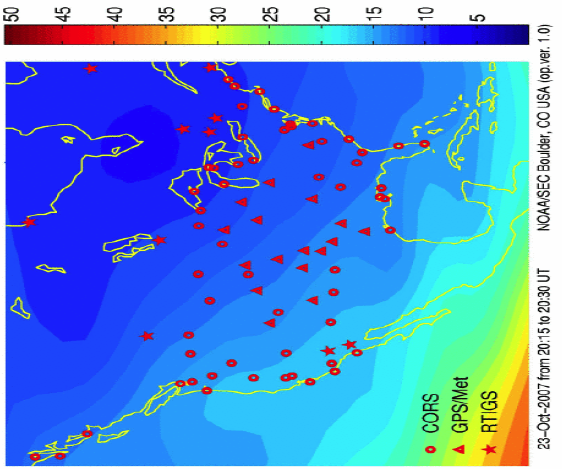 50 45 40 35 30 25 20 15 10 5
CORS
GPS/Met
RTIGS
23-Oct-2007 from 20:15 to 20:30 UT NOAA/SEC Boulder, CO USA (op.ver. 1.0)